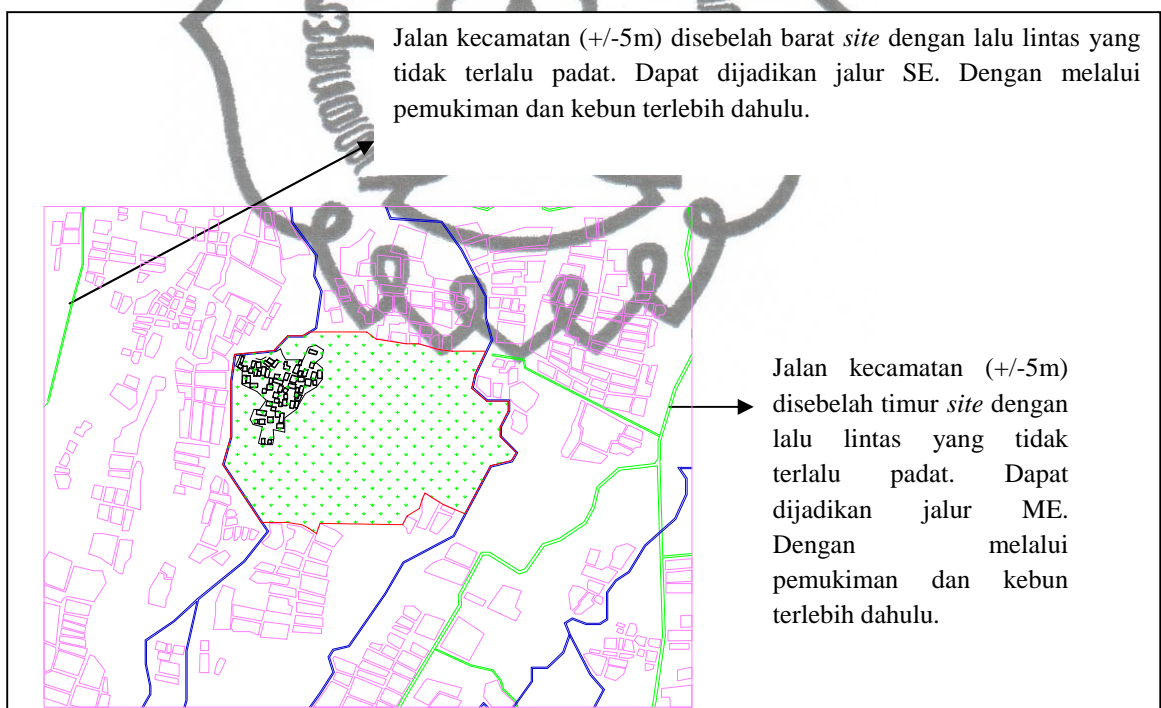 Jalan kecamatan (+/-5m) disebelah barat site dengan lalu lintas yang
tidak terlalu padat. Dapat dijadikan jalur SE. Dengan melalui
pemukiman dan kebun terlebih dahulu.
Jalan kecamatan (+/-5m)
disebelah timur site dengan
lalu lintas yang tidak
terlalu padat. Dapat
dijadikan jalur ME.
Dengan melalui
pemukiman dan kebun
terlebih dahulu.